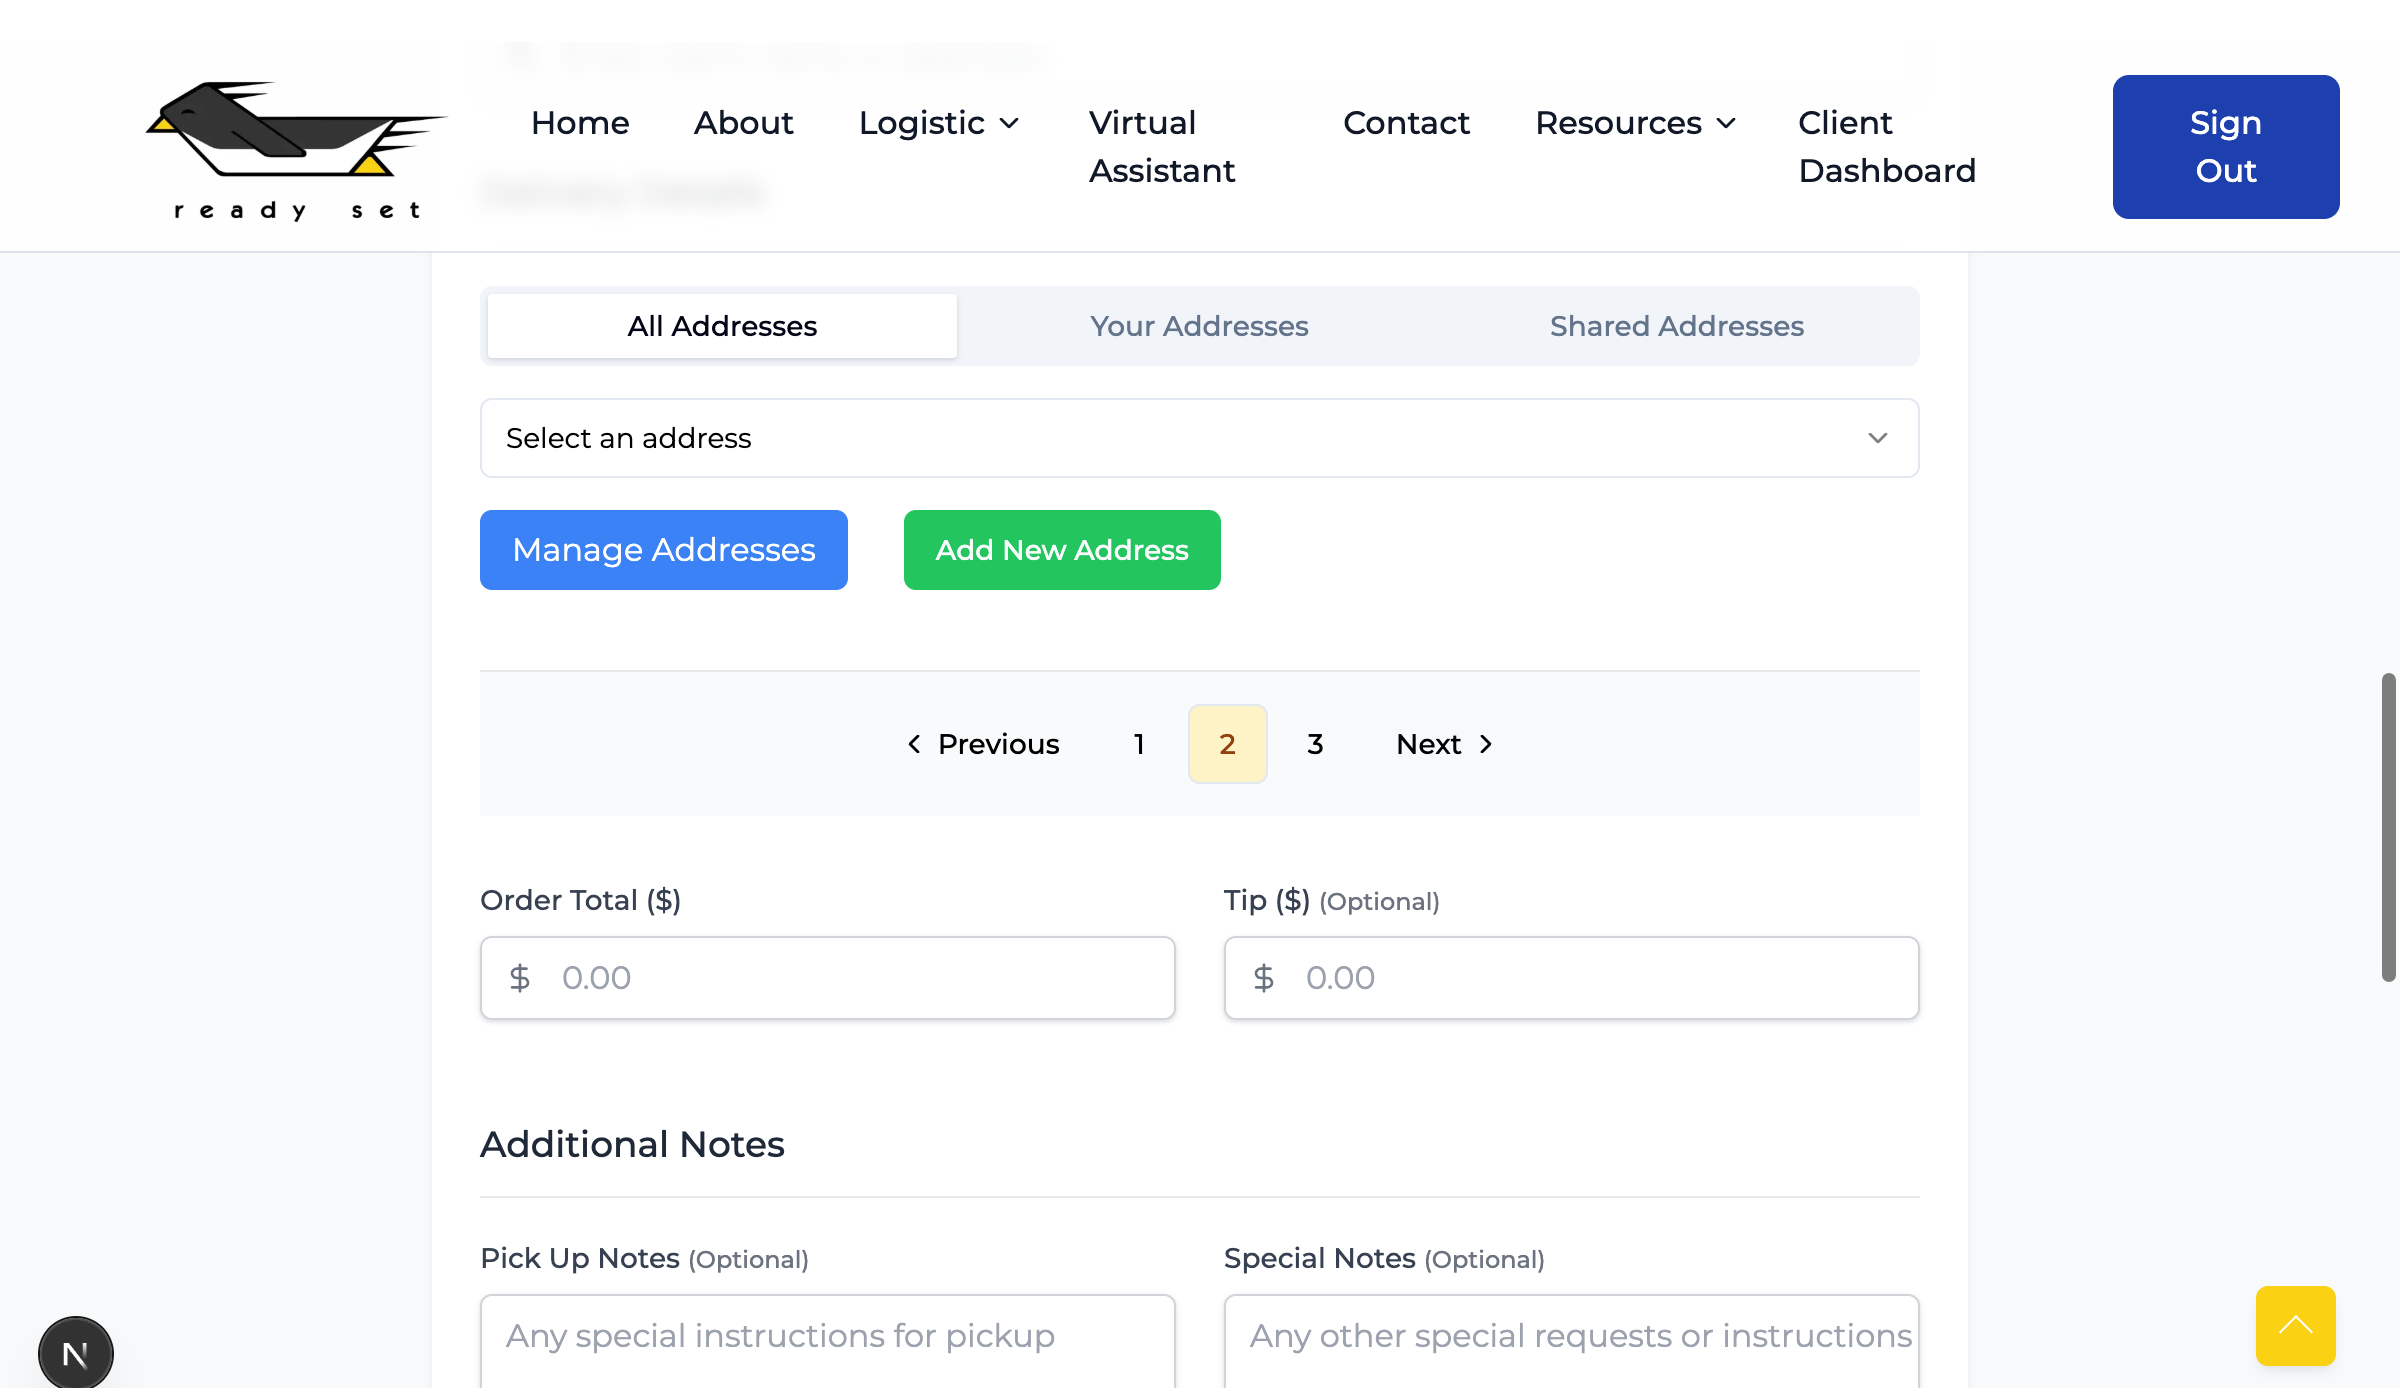 ready set
Home
About
Logistic
Virtual
Assistant
Contact
Resources
Client
Dashboard
Sign
Out
All Addresses
Your Addresses
Shared Addresses
Select an address
Manage Addresses
Add New Address
Previous 1 2 3 Next
Order Total ($)
Tip ($) (Optional)
$ 0.00
$ 0.00
Additional Notes
Pick Up Notes (Optional)
Special Notes (Optional)
Any special instructions for pickup
Any other special requests or instructions
N